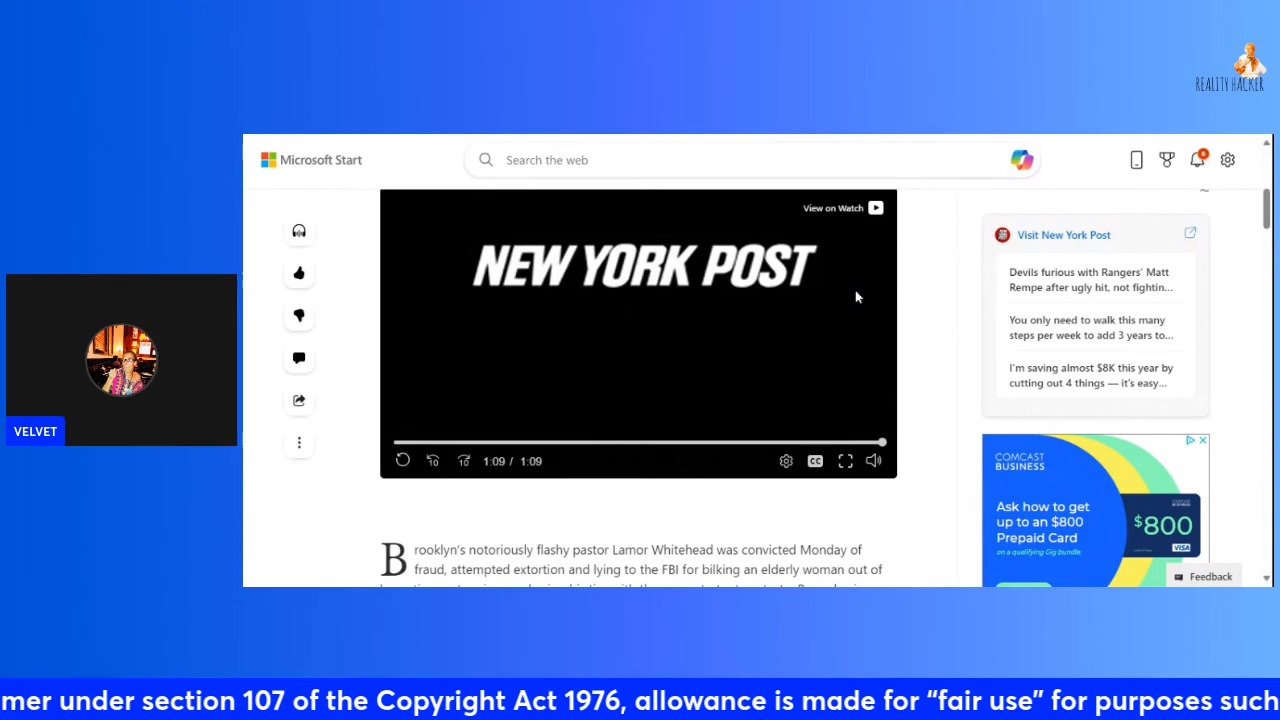 REALITY HACKER
Microsoft Start
Search the web
6
View on Watch
NEW YORK POST
10
10
1:09 / 1:09
CC
Visit New York Post
Devils furious with Rangers' Matt
Rempe after ugly hit, not fightin...
You only need to walk this many
steps per week to add 3 years to...
I'm saving almost $8K this year by
cutting out 4 things — it's easy...
VELVET
COMCAST
BUSINESS
Ask how to get
up to an $800
Prepaid Card
on a qualifying Gig bundle.
$800
VISA
Brooklyn's notoriously flashy pastor Lamor Whitehead was convicted Monday of
fraud, attempted extortion and lying to the FBI for bilking an elderly woman out of
Feedback
mer under section 107 of the Copyright Act 1976, allowance is made for “fair use” for purposes such